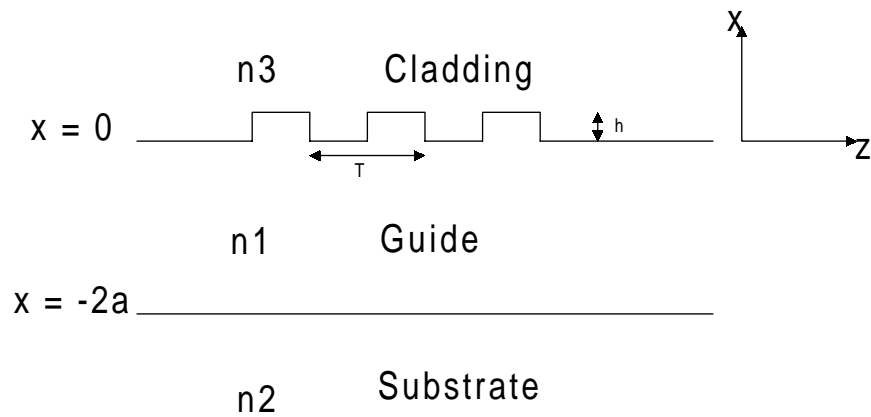 x
n3 Cladding
x = 0
h
z
T
n1 Guide
x = -2a
n2 Substrate